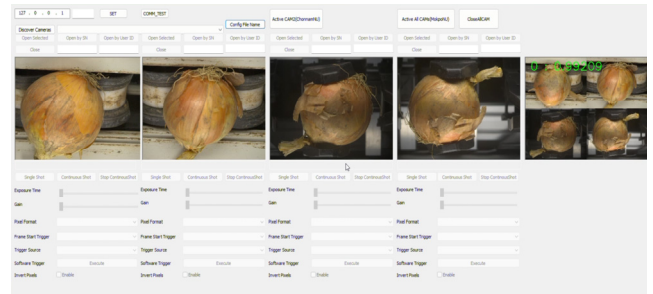 127 . 0 . 0 . 1 SET COMM_TEST
Config File Name Active CAM2(ChonnamNU) Active All CAMs(MokpoNU) CloseAllCAM
Discover Cameras
Open Selected Open by SN Open by User ID Open Selected Open by SN Open by User ID Open Selected Open by SN Open by User ID Open Selected Open by SN Open by User ID
Close Close Close Close
Single Shot Continuous Shot Stop ContinuousShot Single Shot Continuous Shot Stop ContinuousShot Single Shot Continuous Shot Stop ContinuousShot Single Shot Continuous Shot Stop ContinuousShot
Exposure Time Exposure Time Exposure Time Exposure Time
Gain Gain Gain Gain
Pixel Format Pixel Format Pixel Format Pixel Format
Frame Start Trigger Frame Start Trigger Frame Start Trigger Frame Start Trigger
Trigger Source Trigger Source Trigger Source Trigger Source
Software Trigger Execute Software Trigger Execute Software Trigger Execute Software Trigger Execute
Invert Pixels Enable Invert Pixels Enable Invert Pixels Enable Invert Pixels Enable